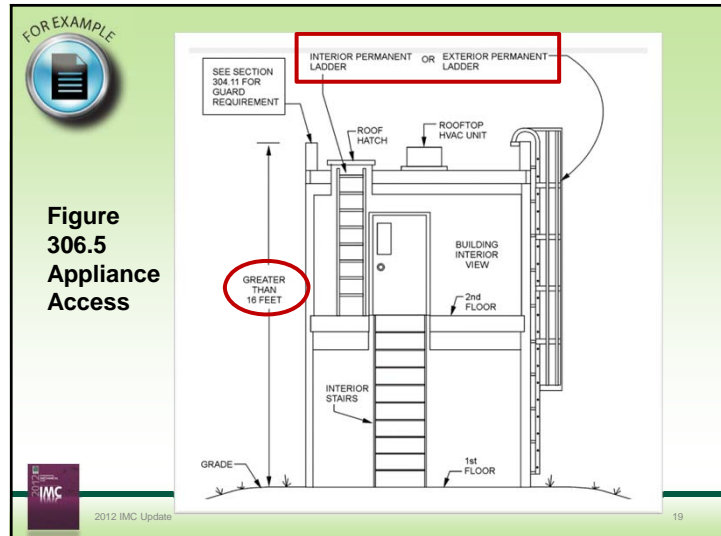 FOR EXAMPLE
INTERIOR PERMANENT
LADDER
OR
EXTERIOR PERMANENT
LADDER
SEE SECTION
304.11 FOR
GUARD
REQUIREMENT
ROOF
HATCH
ROOFTOP
HVAC UNIT
Figure
306.5
Appliance
Access
GREATER
THAN
16 FEET
BUILDING
INTERIOR
VIEW
2nd
FLOOR
INTERIOR
STAIRS
GRADE
1st
FLOOR
2012
IMC
2012 IMC Update
19